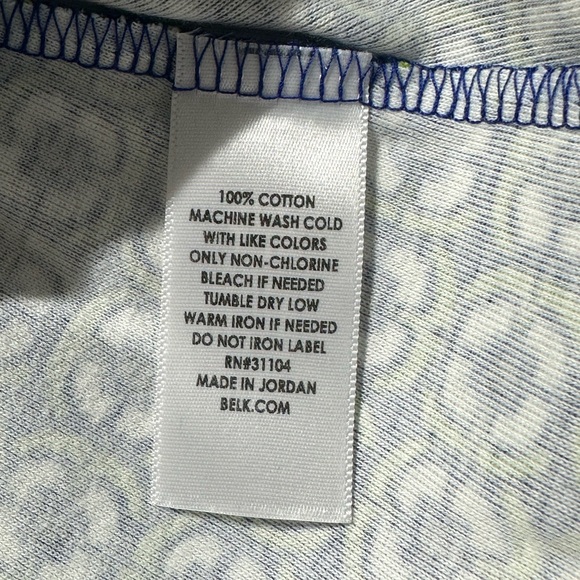 100% COTTON
MACHINE WASH COLD
WITH LIKE COLORS
ONLY NON-CHLORINE
BLEACH IF NEEDED
TUMBLE DRY LOW
WARM IRON IF NEEDED
DO NOT IRON LABEL
RN#31104
MADE IN JORDAN
BELK.COM